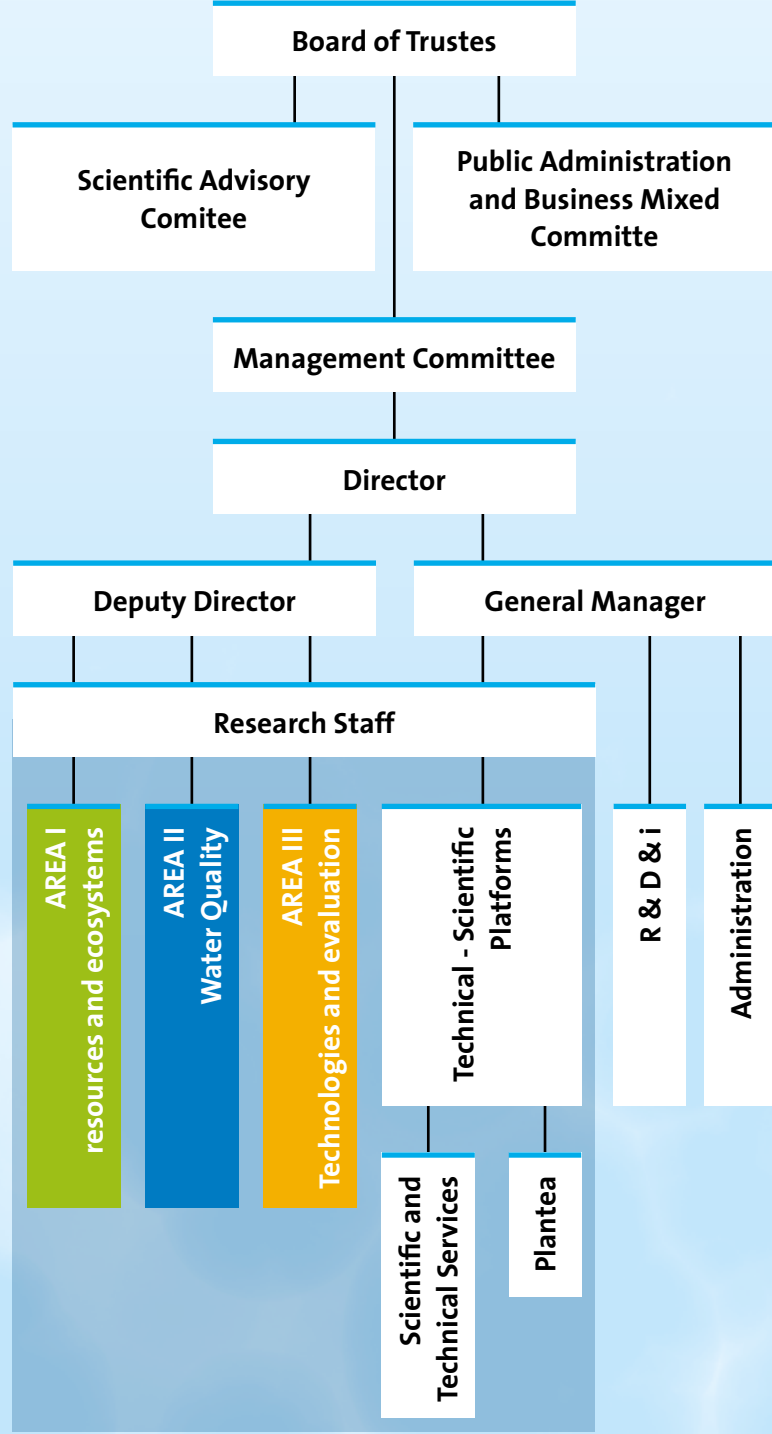 Board of Trustes
Scientific Advisory
Comitee
Public Administration
and Business Mixed
Committe
Management Committee
Director
Deputy Director
General Manager
Research Staff
AREA I
resources and ecosystems
AREA II
Water Quality
AREA III
Technologies and evaluation
Technical - Scientific
Platforms
R & D & i
Administration
Scientific and
Technical Services
Plantea